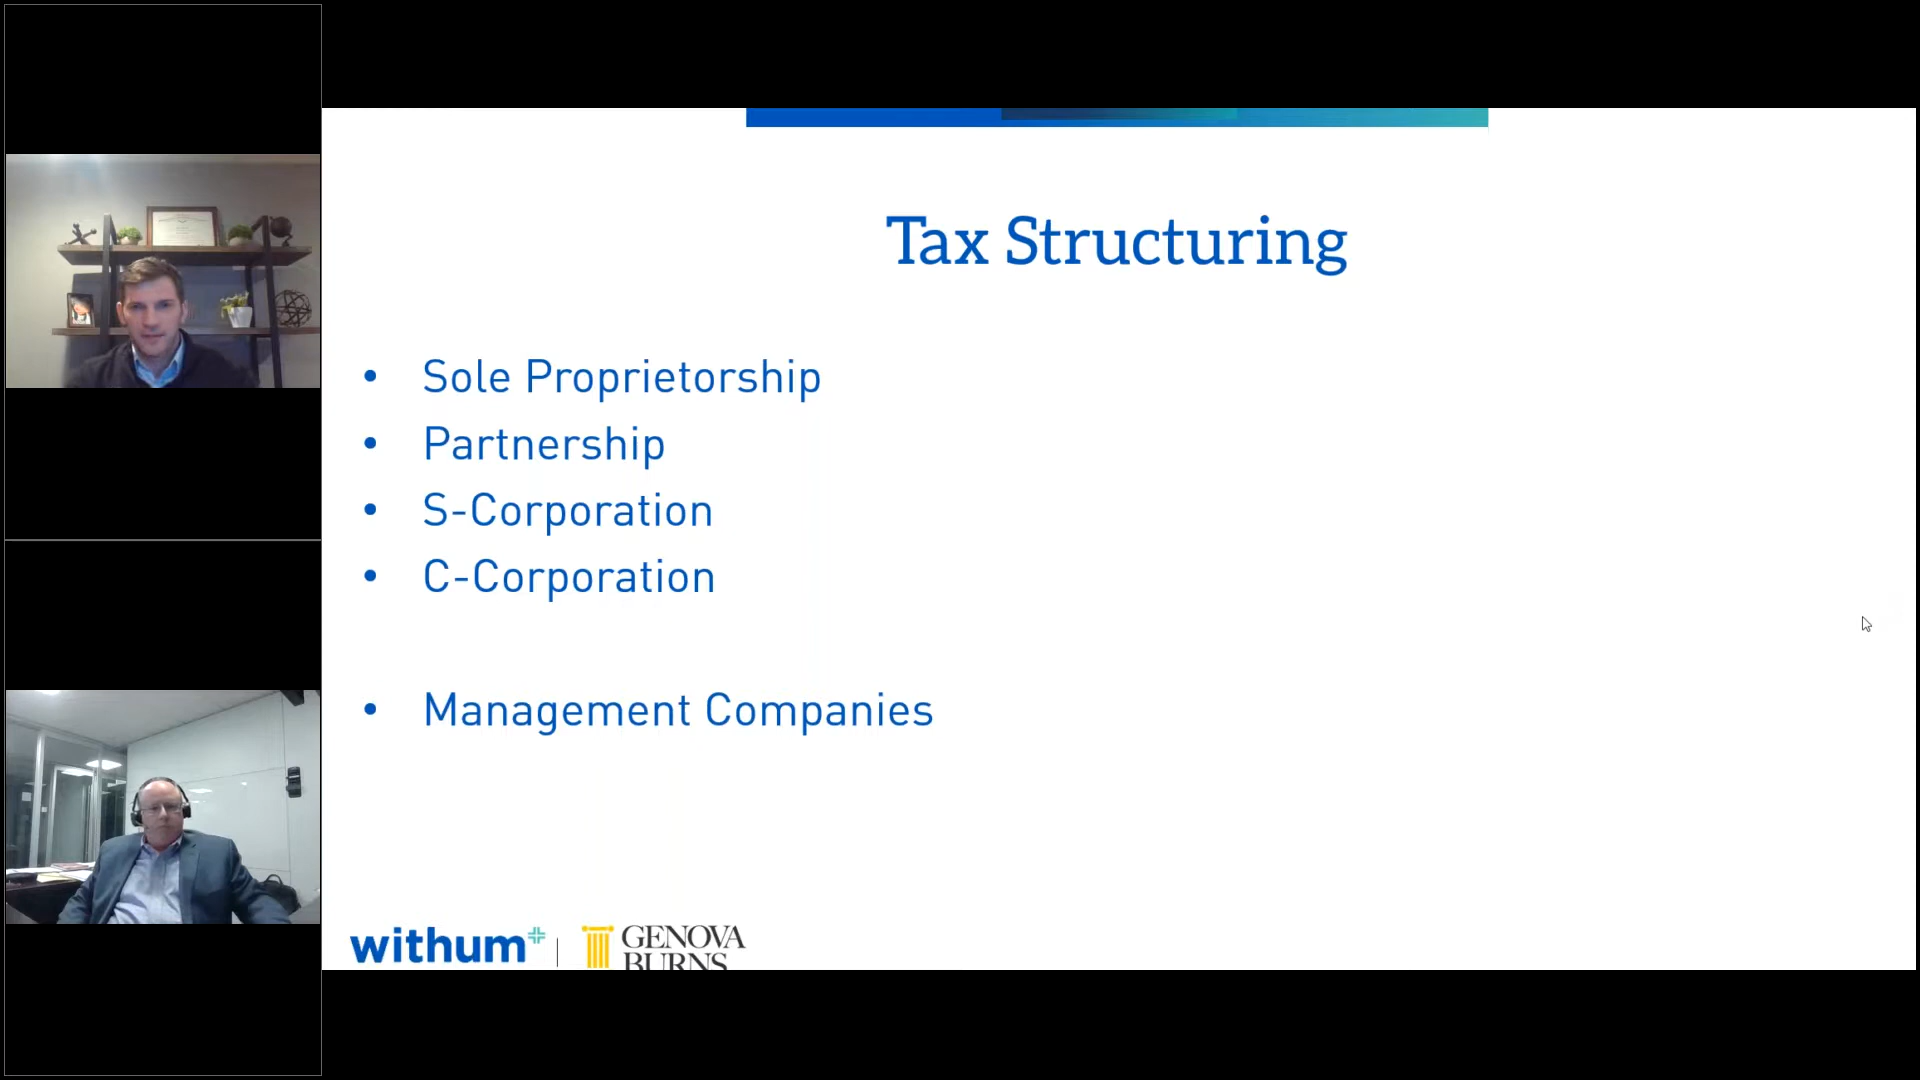 Tax Structuring
• Sole Proprietorship
• Partnership
• S-Corporation
• C-Corporation
• Management Companies
withum+
GENOVA
BURNS